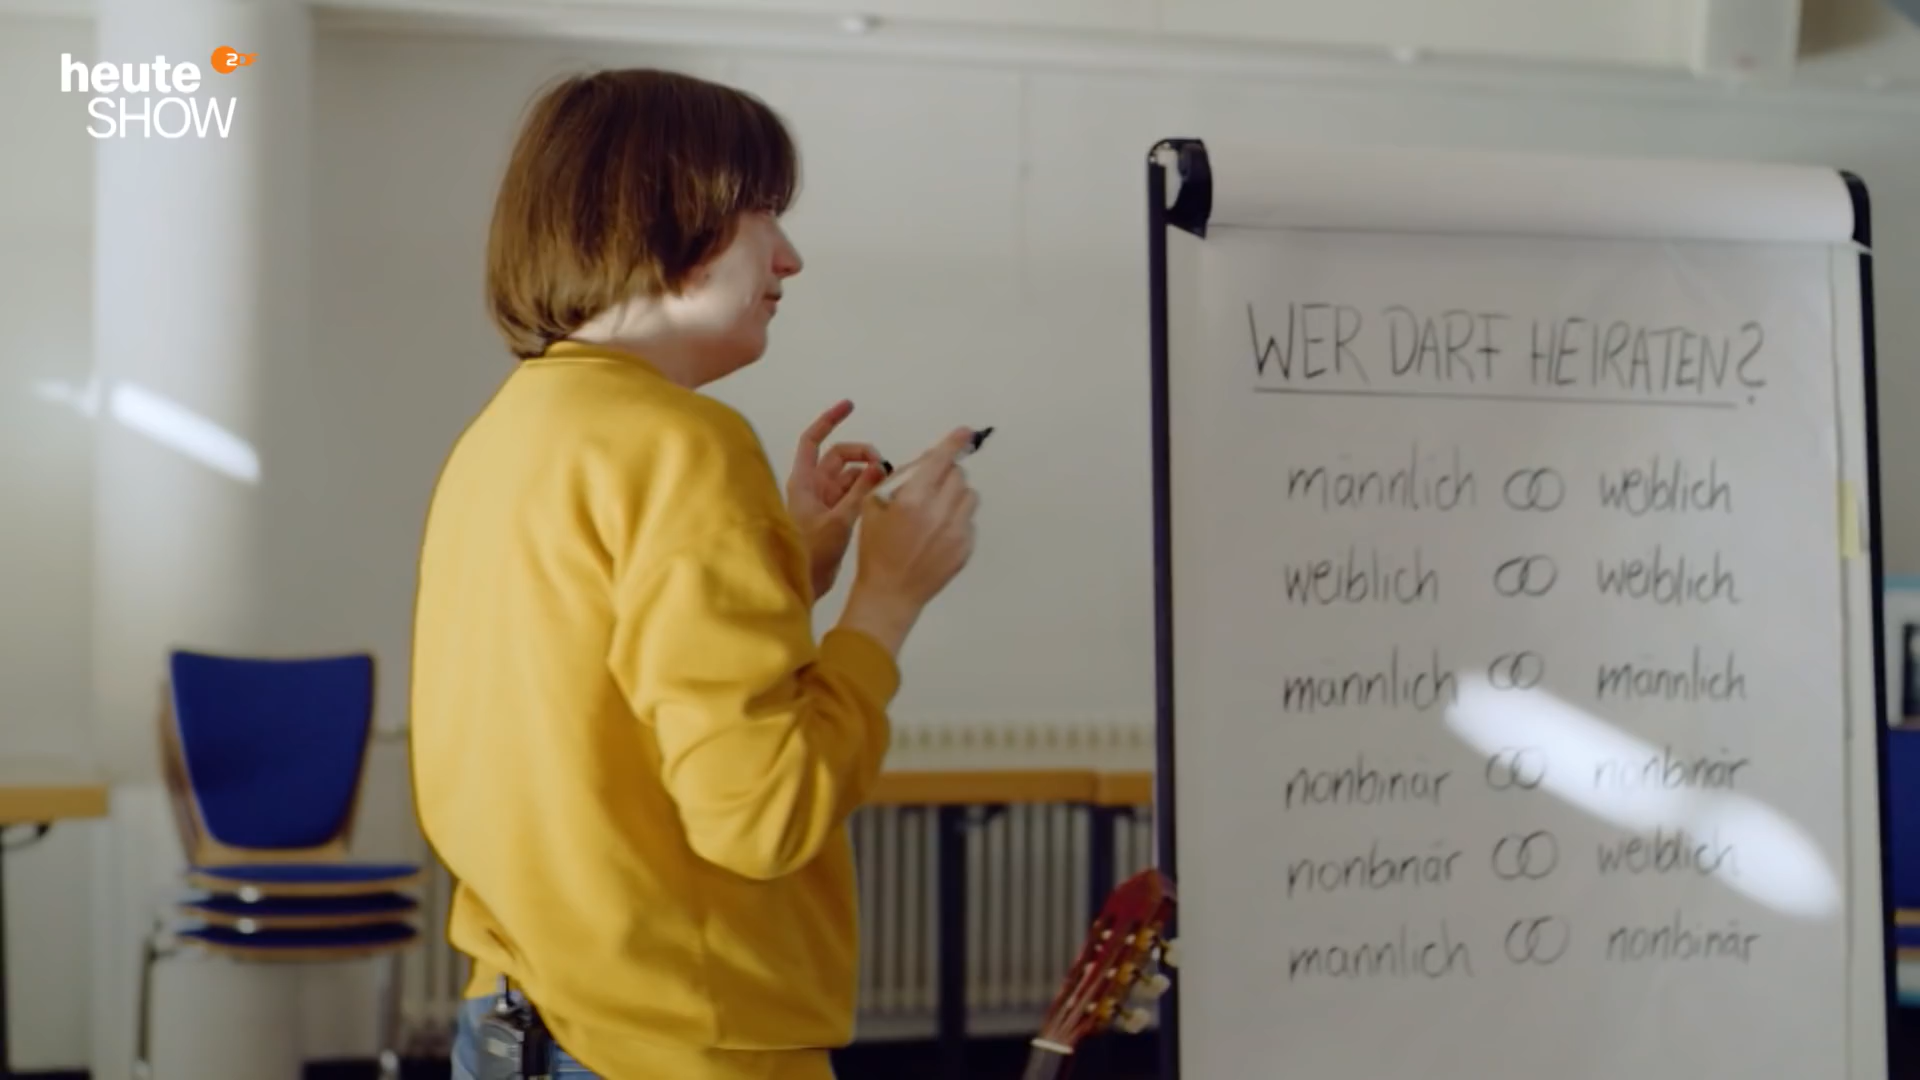 heute
SHOW
WER DARF HEIRATEN?
männlich ⚭ weiblich
weiblich ⚭ weiblich
männlich ⚭ männlich
nonbinär ⚭ nonbinär
nonbinär ⚭ weiblich
männlich ⚭ nonbinär